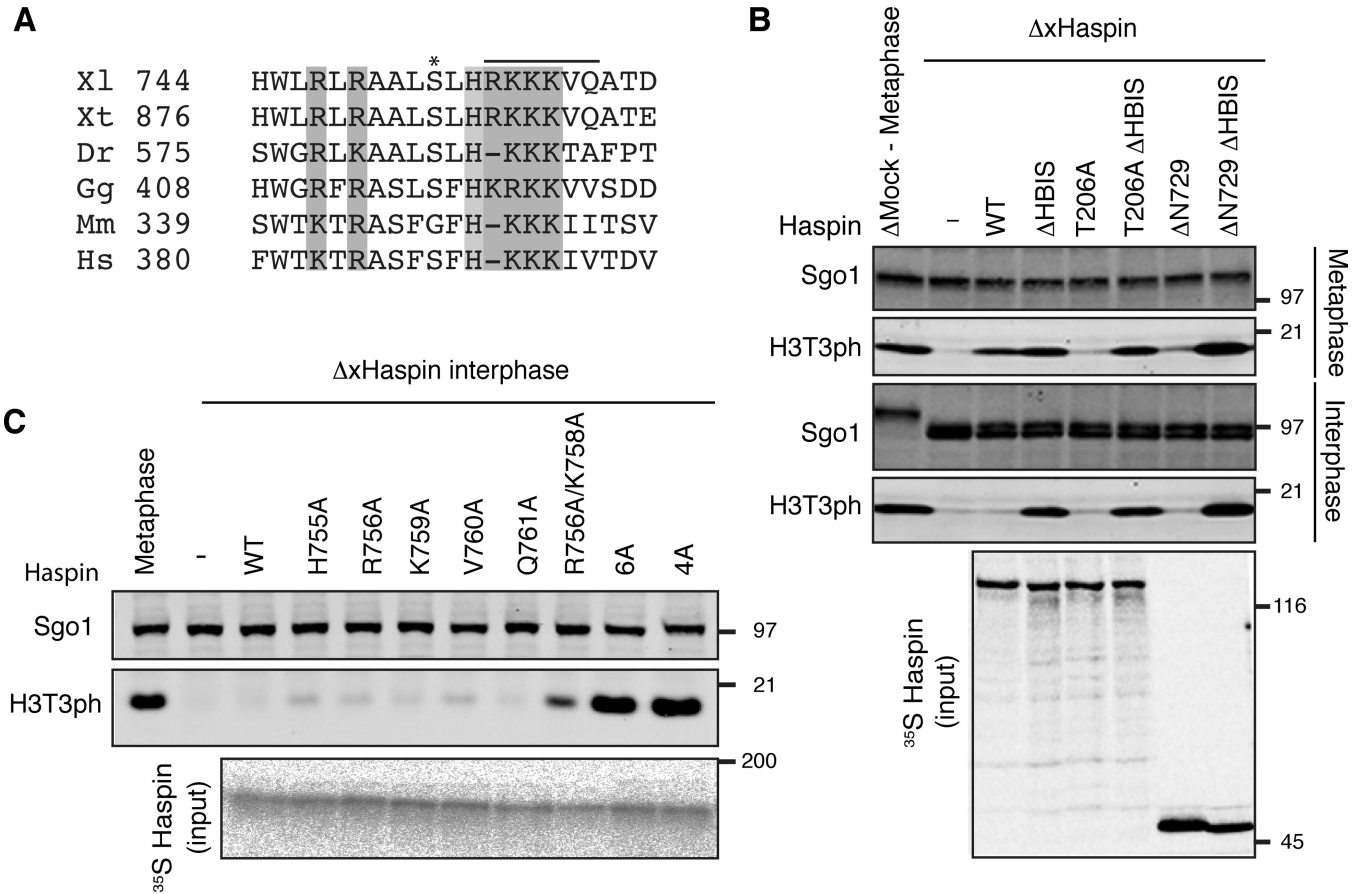 A
*
Xl 744 HWLRLRAALSLHRKKKVQATD
Xt 876 HWLRLRAALSLHRKKKVQATE
Dr 575 SWGRLKAALSLH-KKKTAFPT
Gg 408 HWGRFRASLSFHKRKKVVSDD
Mm 339 SWTKTRASFGFH-KKKIITSV
Hs 380 FWTKTRASFSFH-KKKIVTDV
B
ΔxHaspin
Haspin
ΔMock - Metaphase
–
WT
ΔHBIS
T206A
T206A ΔHBIS
ΔN729
ΔN729 ΔHBIS
Sgo1
97
H3T3ph
21
Metaphase
Sgo1
97
H3T3ph
21
Interphase
35S Haspin
(input)
116
45
C
ΔxHaspin interphase
Haspin
Metaphase
-
WT
H755A
R756A
K759A
V760A
Q761A
R756A/K758A
6A
4A
Sgo1
97
H3T3ph
21
35S Haspin
(input)
200